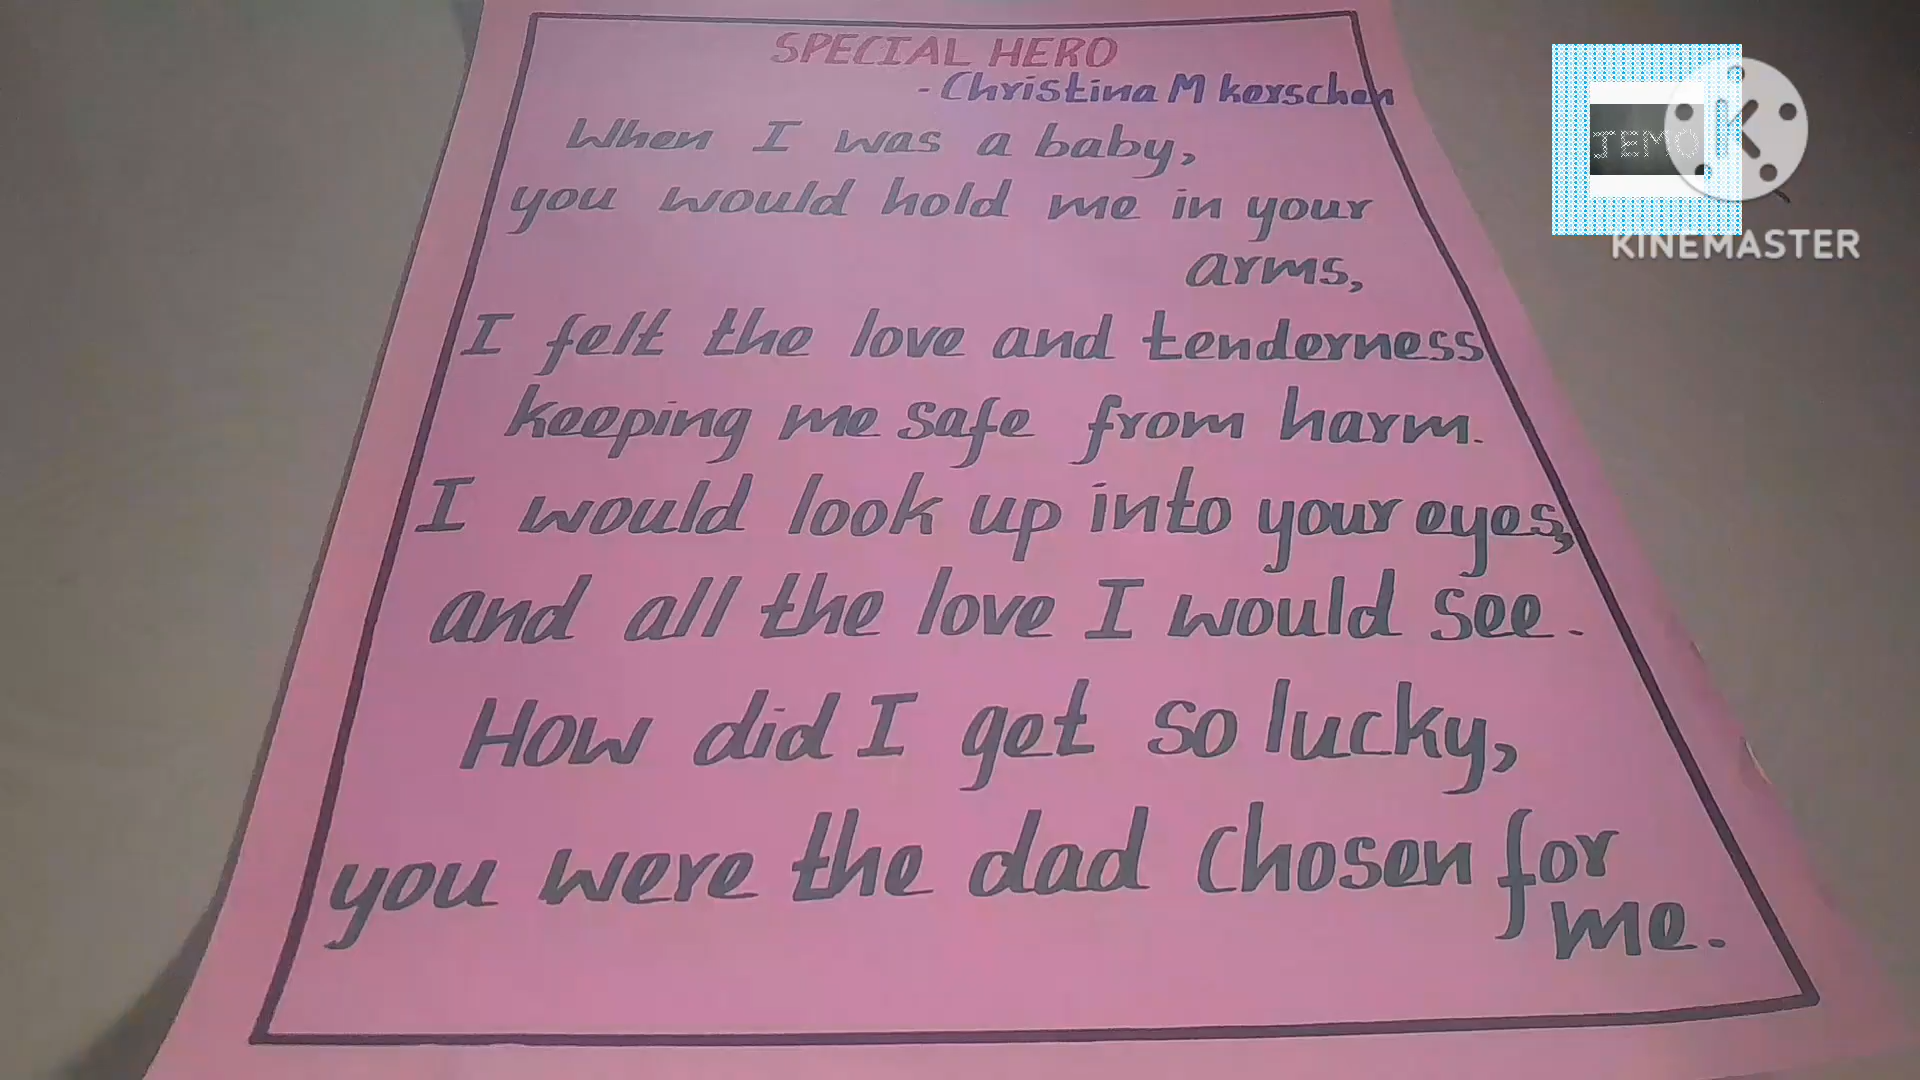 SPECIAL HERO
- Christina M kerschen
When I was a baby,
you would hold me in your
arms,
I felt the love and tenderness
keeping me safe from harm.
I would look up into your eyes,
and all the love I would see.
How did I get so lucky,
you were the dad chosen for
me.
JEMO
K
KINEMASTER